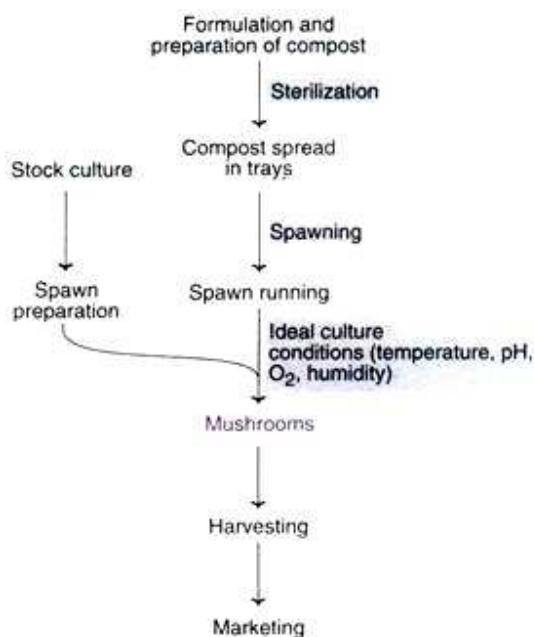 Formulation and
preparation of compost
Sterilization
Compost spread
in trays
Stock culture
Spawning
Spawn
preparation
Spawn running
Ideal culture
conditions (temperature, pH,
O₂, humidity)
Mushrooms
Harvesting
Marketing